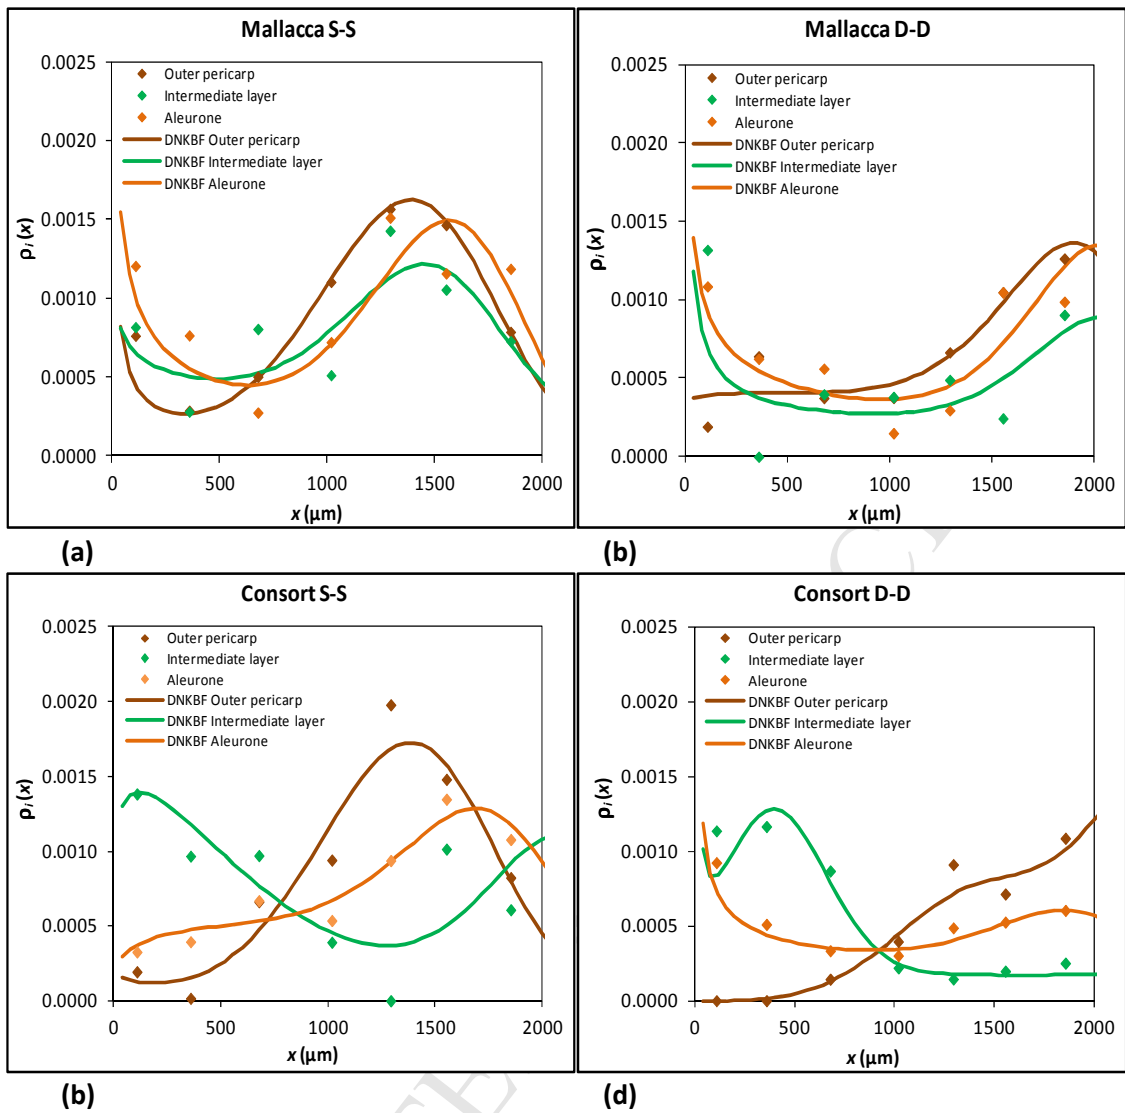 Mallacca S-S
0.0025
0.0020
0.0015
0.0010
0.0005
0.0000
ρi (x)
Outer pericarp
Intermediate layer
Aleurone
DNKBF Outer pericarp
DNKBF Intermediate layer
DNKBF Aleurone
0 500 1000 1500 2000
x (μm)
(a)
Mallacca D-D
0.0025
0.0020
0.0015
0.0010
0.0005
0.0000
ρi (x)
Outer pericarp
Intermediate layer
Aleurone
DNKBF Outer pericarp
DNKBF Intermediate layer
DNKBF Aleurone
0 500 1000 1500 2000
x (μm)
(b)
Consort S-S
0.0025
0.0020
0.0015
0.0010
0.0005
0.0000
ρi (x)
Outer pericarp
Intermediate layer
Aleurone
DNKBF Outer pericarp
DNKBF Intermediate layer
DNKBF Aleurone
0 500 1000 1500 2000
x (μm)
(b)
Consort D-D
0.0025
0.0020
0.0015
0.0010
0.0005
0.0000
ρi (x)
Outer pericarp
Intermediate layer
Aleurone
DNKBF Outer pericarp
DNKBF Intermediate layer
DNKBF Aleurone
0 500 1000 1500 2000
x (μm)
(d)